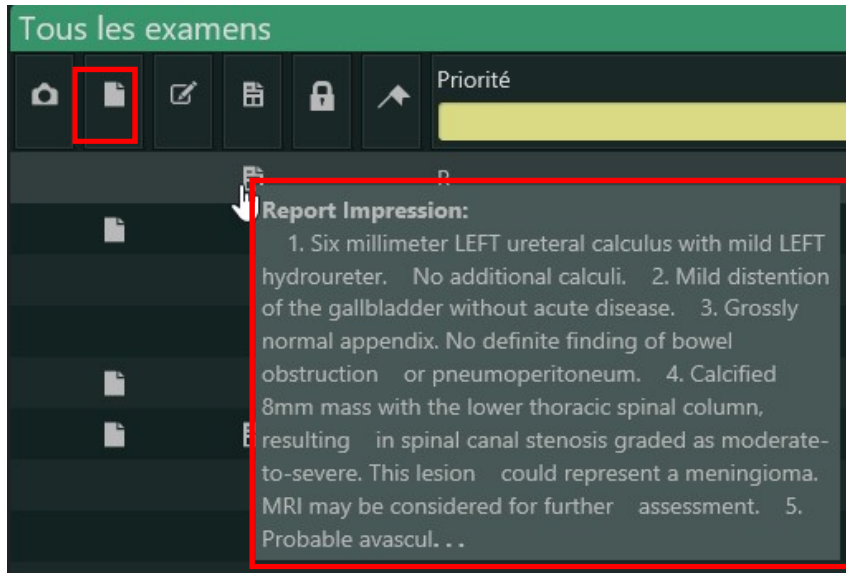 Tous les examens
Priorité
R
Report Impression:
1. Six millimeter LEFT ureteral calculus with mild LEFT
hydroureter. No additional calculi. 2. Mild distention
of the gallbladder without acute disease. 3. Grossly
normal appendix. No definite finding of bowel
obstruction or pneumoperitoneum. 4. Calcified
8mm mass with the lower thoracic spinal column,
resulting in spinal canal stenosis graded as moderate-
to-severe. This lesion could represent a meningioma.
MRI may be considered for further assessment. 5.
Probable avascul...